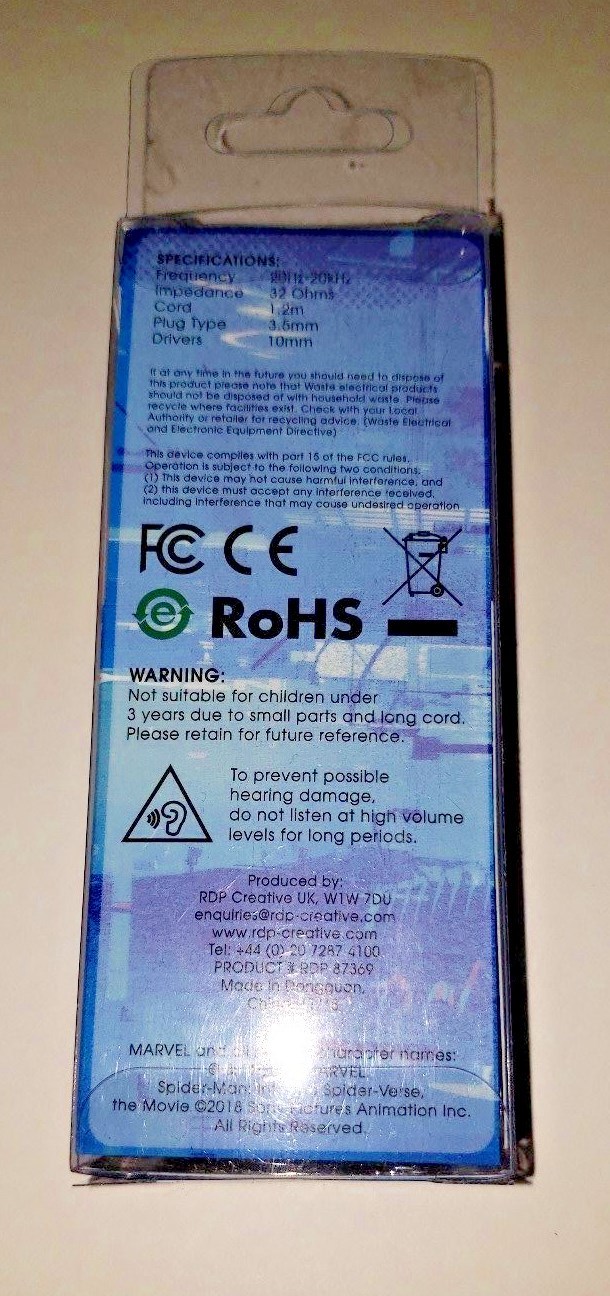 SPECIFICATIONS:
Frequency 20Hz-20kHz
Impedance 32 Ohms
Cord 1.2m
Plug Type 3.5mm
Drivers 10mm
If at any time in the future you should need to dispose of
this product please note that Waste electrical products
should not be disposed of with household waste. Please
recycle where facilities exist. Check with your Local
Authority or retailer for recycling advice. (Waste Electrical
and Electronic Equipment Directive)
This device complies with part 15 of the FCC rules.
Operation is subject to the following two conditions:
(1) This device may not cause harmful interference, and
(2) this device must accept any interference received,
including interference that may cause undesired operation
FC CE
e RoHS
WARNING:
Not suitable for children under
3 years due to small parts and long cord.
Please retain for future reference.
To prevent possible
hearing damage,
do not listen at high volume
levels for long periods.
Produced by:
RDP Creative UK, W1W 7DU
enquiries@rdp-creative.com
www.rdp-creative.com
Tel: +44 (0) 20 7287 4100
PRODUCT # RDP 87369
Made in Dongguan,
MARVEL and character names:
MARVEL
Spider-Man: Spider-Verse,
the Movie ©2018 Sony Pictures Animation Inc.
All Rights Reserved.